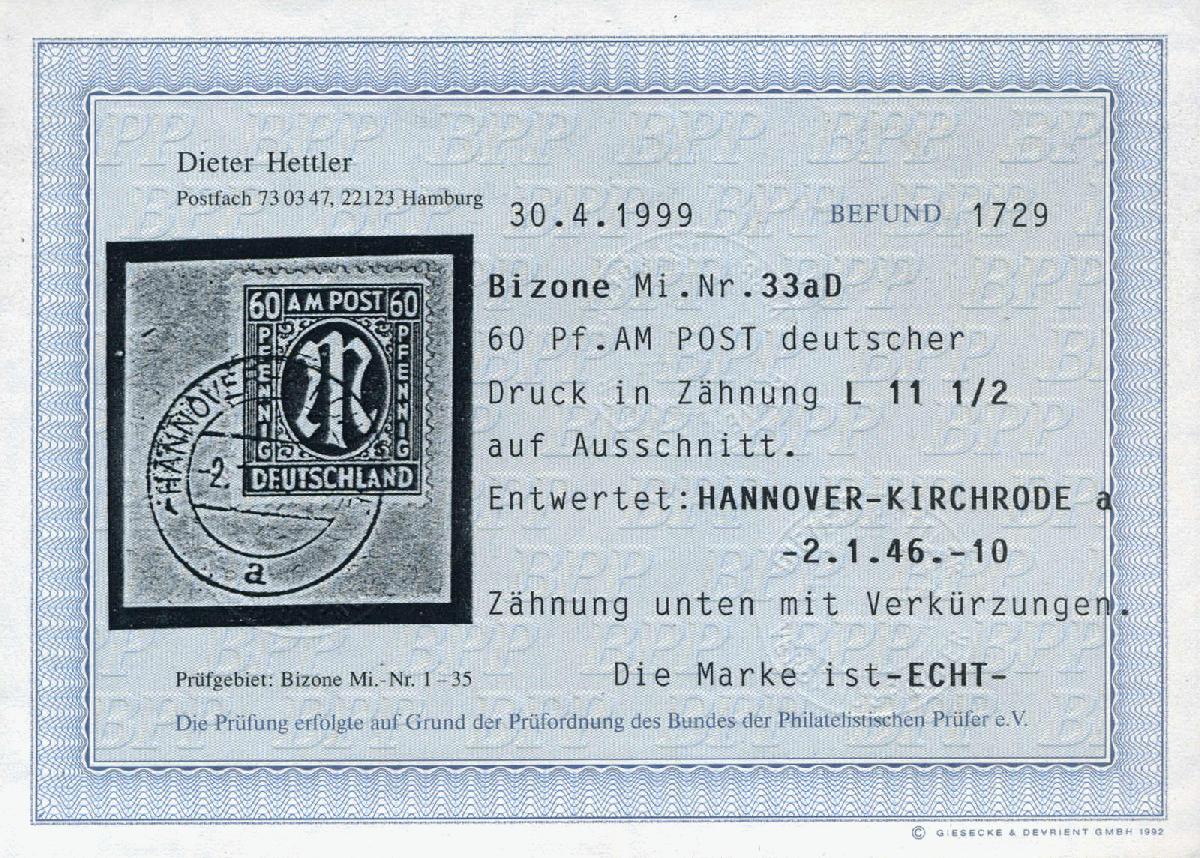 Dieter Hettler
Postfach 73 03 47, 22123 Hamburg
30.4.1999 BEFUND 1729
Bizone Mi.Nr.33aD
60 Pf.AM POST deutscher
Druck in Zähnung L 11 1/2
auf Ausschnitt.
Entwertet:HANNOVER-KIRCHRODE a
-2.1.46.-10
Zähnung unten mit Verkürzungen.
Die Marke ist-ECHT-
60 AM POST 60
PFENNIG
PFENNIG
M
DEUTSCHLAND
HANNOVE
-2.
a
Prüfgebiet: Bizone Mi.-Nr. 1–35
Die Prüfung erfolgte auf Grund der Prüfordnung des Bundes der Philatelistischen Prüfer e.V.
© GIESECKE & DEVRIENT GMBH 1992
BPP